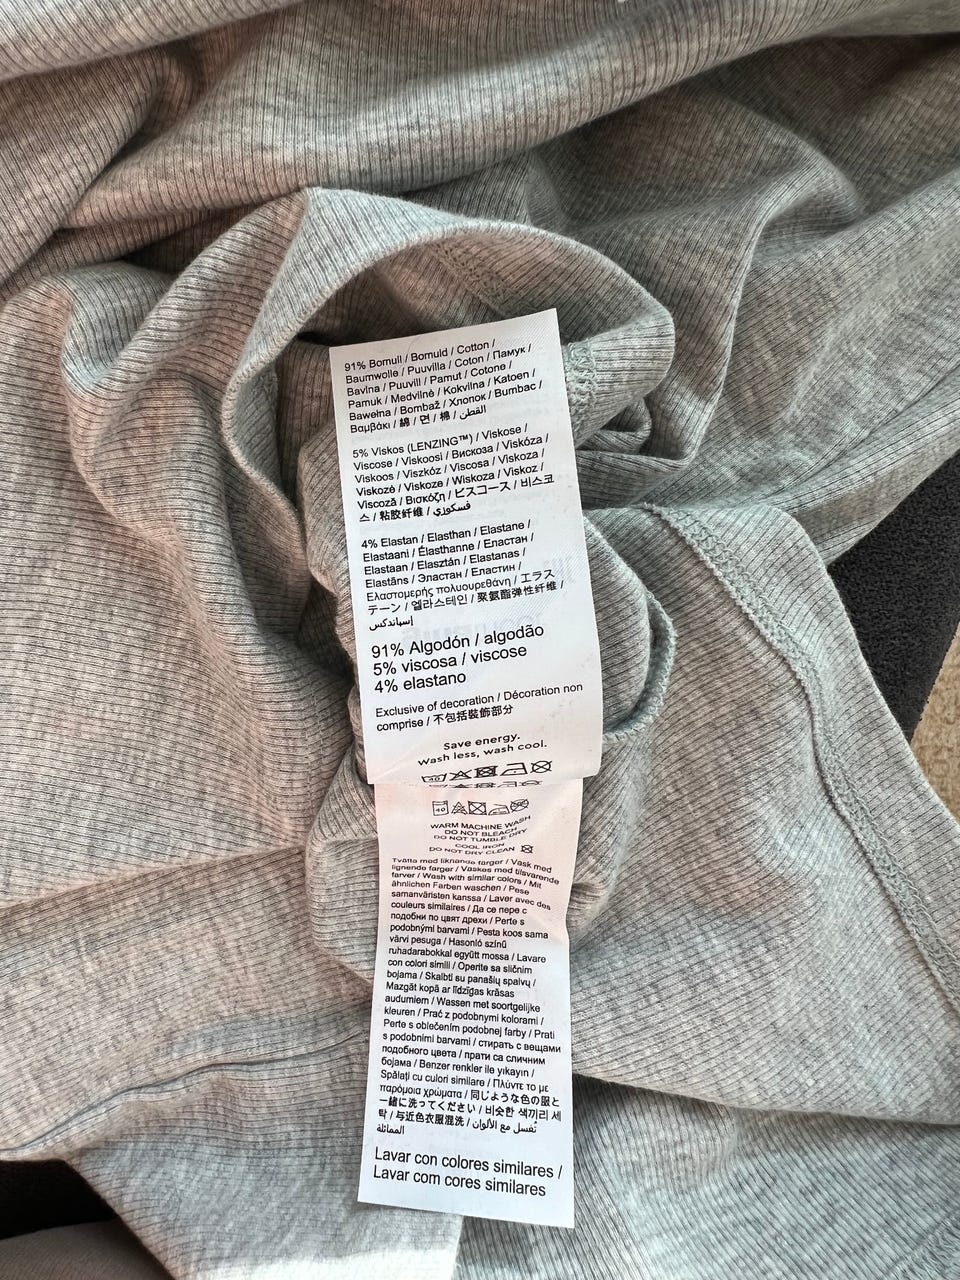 91% Bomull / Bomuld / Cotton /
Baumwolle / Puuvilla / Coton / Памук /
Bavlna / Puuvill / Pamut / Cotone /
Pamuk / Medvilnė / Kokvilna / Katoen /
Bawełna / Bombaž / Хлопок / Bumbac /
Βαμβάκι / 綿 / 면 / 棉 / القطن
5% Viskos (LENZING™) / Viskose /
Viscose / Viskoosi / Вискоза / Viskóza /
Viskoos / Viszkóz / Viscosa / Viskoza /
Viskozė / Viskoze / Wiskoza / Viskoz /
Viscoză / Βισκόζη / ビスコース / 비스코
스 / 粘胶纤维 / فسكوزي
4% Elastan / Elasthan / Elastane /
Elastaani / Élasthanne / Еластан /
Elastaan / Elasztán / Elastanas /
Elastāns / Эластан / Еластин /
Ελαστομερής πολυουρεθάνη / エラス
テーン / 엘라스테인 / 聚氨酯弹性纤维 /
إسباندكس
91% Algodón / algodão
5% viscosa / viscose
4% elastano
Exclusive of decoration / Décoration non
comprise / 不包括裝飾部分
Save energy.
Wash less, wash cool.
40
40
WARM MACHINE WASH
DO NOT BLEACH
DO NOT TUMBLE DRY
COOL IRON
DO NOT DRY CLEAN
Tvätta med liknande färger / Vask med
lignende farger / Vaskes med tilsvarende
farver / Wash with similar colors / Mit
ähnlichen Farben waschen / Pese
samanväristen kanssa / Laver avec des
couleurs similaires / Да се пере с
подобни по цвят дрехи / Perte s
podobnými barvami / Pesta koos sama
värvi pesuga / Hasonló színű
ruhadarabokkal együtt mossa / Lavare
con colori simili / Operite sa sličnim
bojama / Skalbti su panašių spalvų /
Mazgāt kopā ar līdzīgas krāsas
audumiem / Wassen met soortgelijke
kleuren / Prać z podobnymi kolorami /
Perte s oblečením podobnej farby / Prati
s podobnimi barvami / стирать с вещами
подобного цвета / прати са сличним
бојама / Benzer renkler ile yıkayın /
Spălați cu culori similare / Πλύντε το με
παρόμοια χρώματα / 同じような色の服と
一緒に洗ってください / 비슷한 색끼리 세
탁 / 与近色衣服混洗 / تُغسل مع الألوان
المماثلة
Lavar con colores similares /
Lavar com cores similares